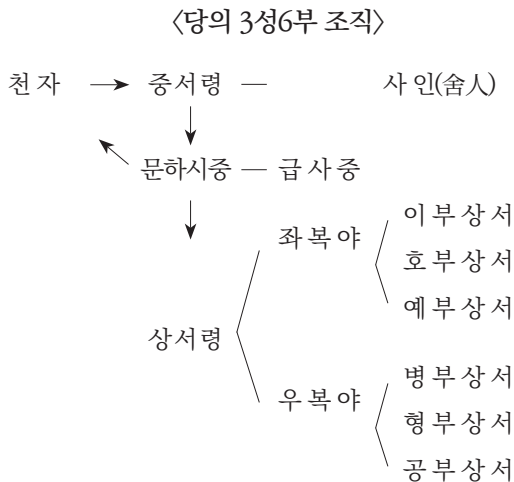 〈당의 3성6부 조직〉
천자 → 중서령 — 사인(舍人)
문하시중 — 급사중
이부상서
좌복야
호부상서
예부상서
상서령
병부상서
우복야
형부상서
공부상서